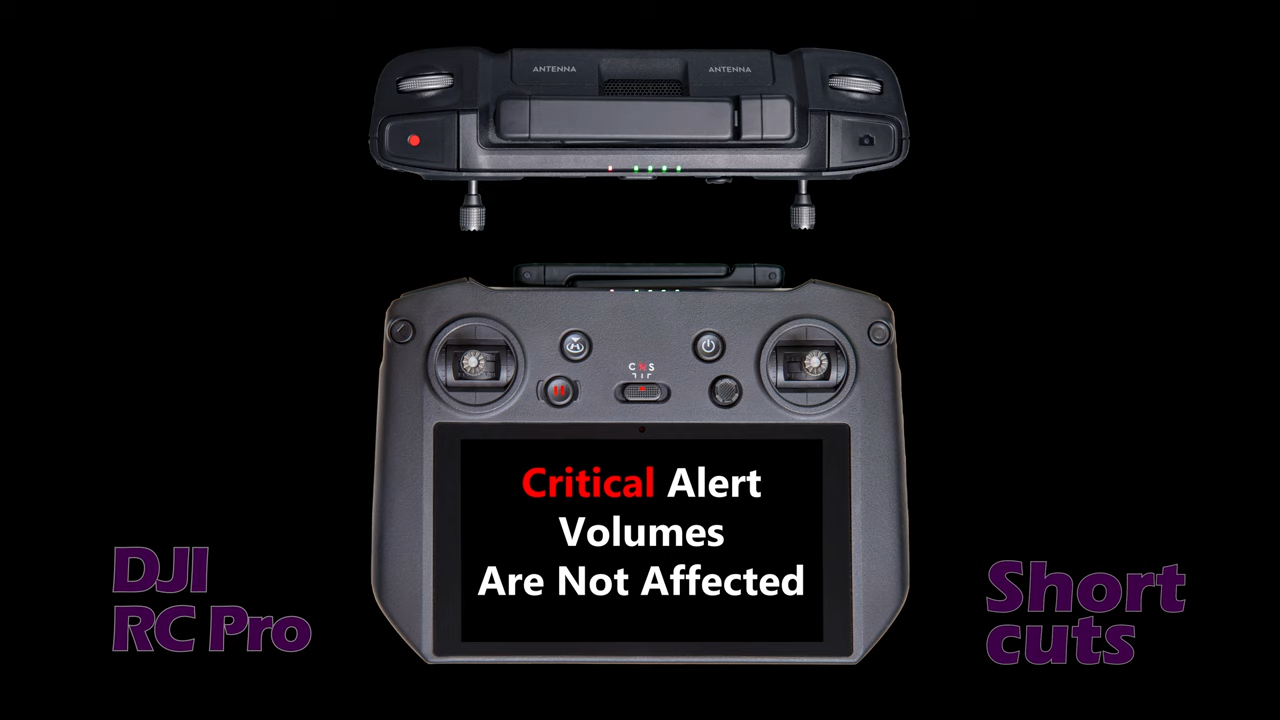 ANTENNA ANTENNA
C N S
Critical Alert
Volumes
Are Not Affected
DJI
RC Pro
Short
cuts